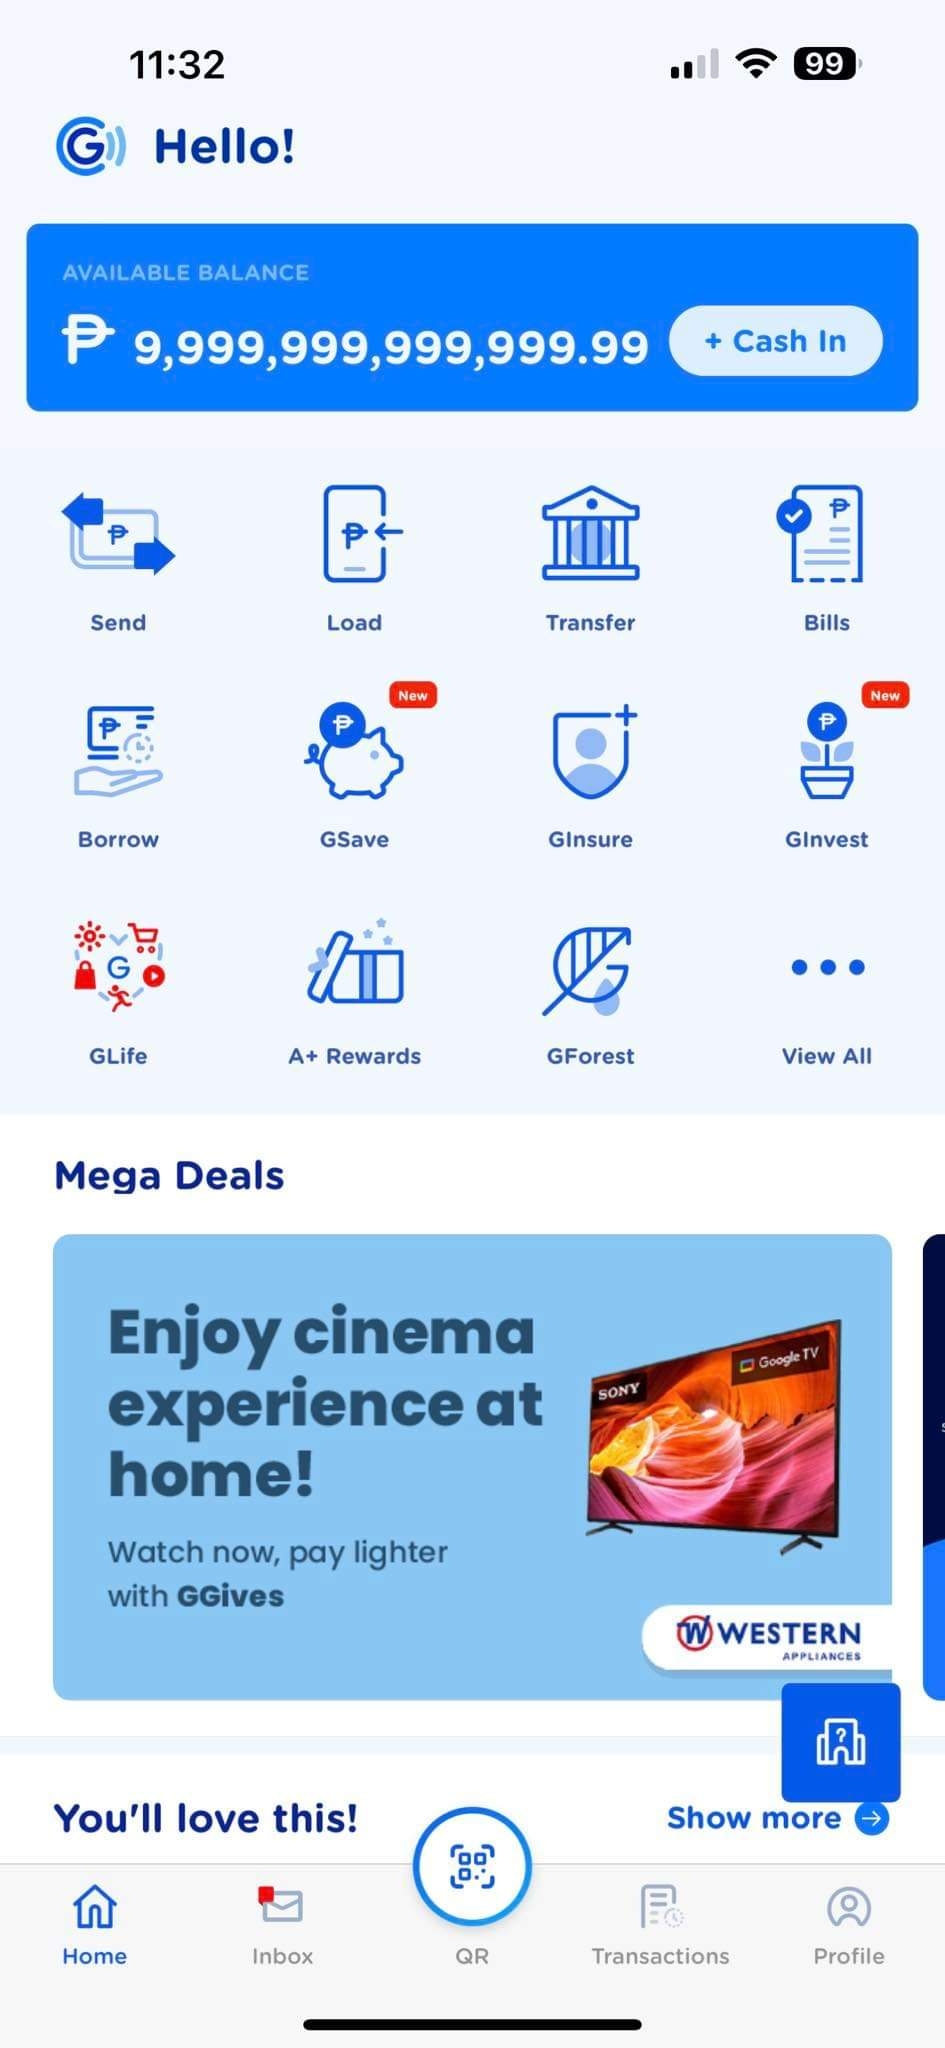 11:32
99
G Hello!
AVAILABLE BALANCE
₱ 9,999,999,999,999.99
+ Cash In
Send
Load
Transfer
Bills
New
New
Borrow
GSave
GInsure
GInvest
GLife
A+ Rewards
GForest
View All
Mega Deals
Enjoy cinema
experience at
home!
Watch now, pay lighter
with GGives
SONY
Google TV
W WESTERN
APPLIANCES
You'll love this!
Show more
Home
Inbox
QR
Transactions
Profile